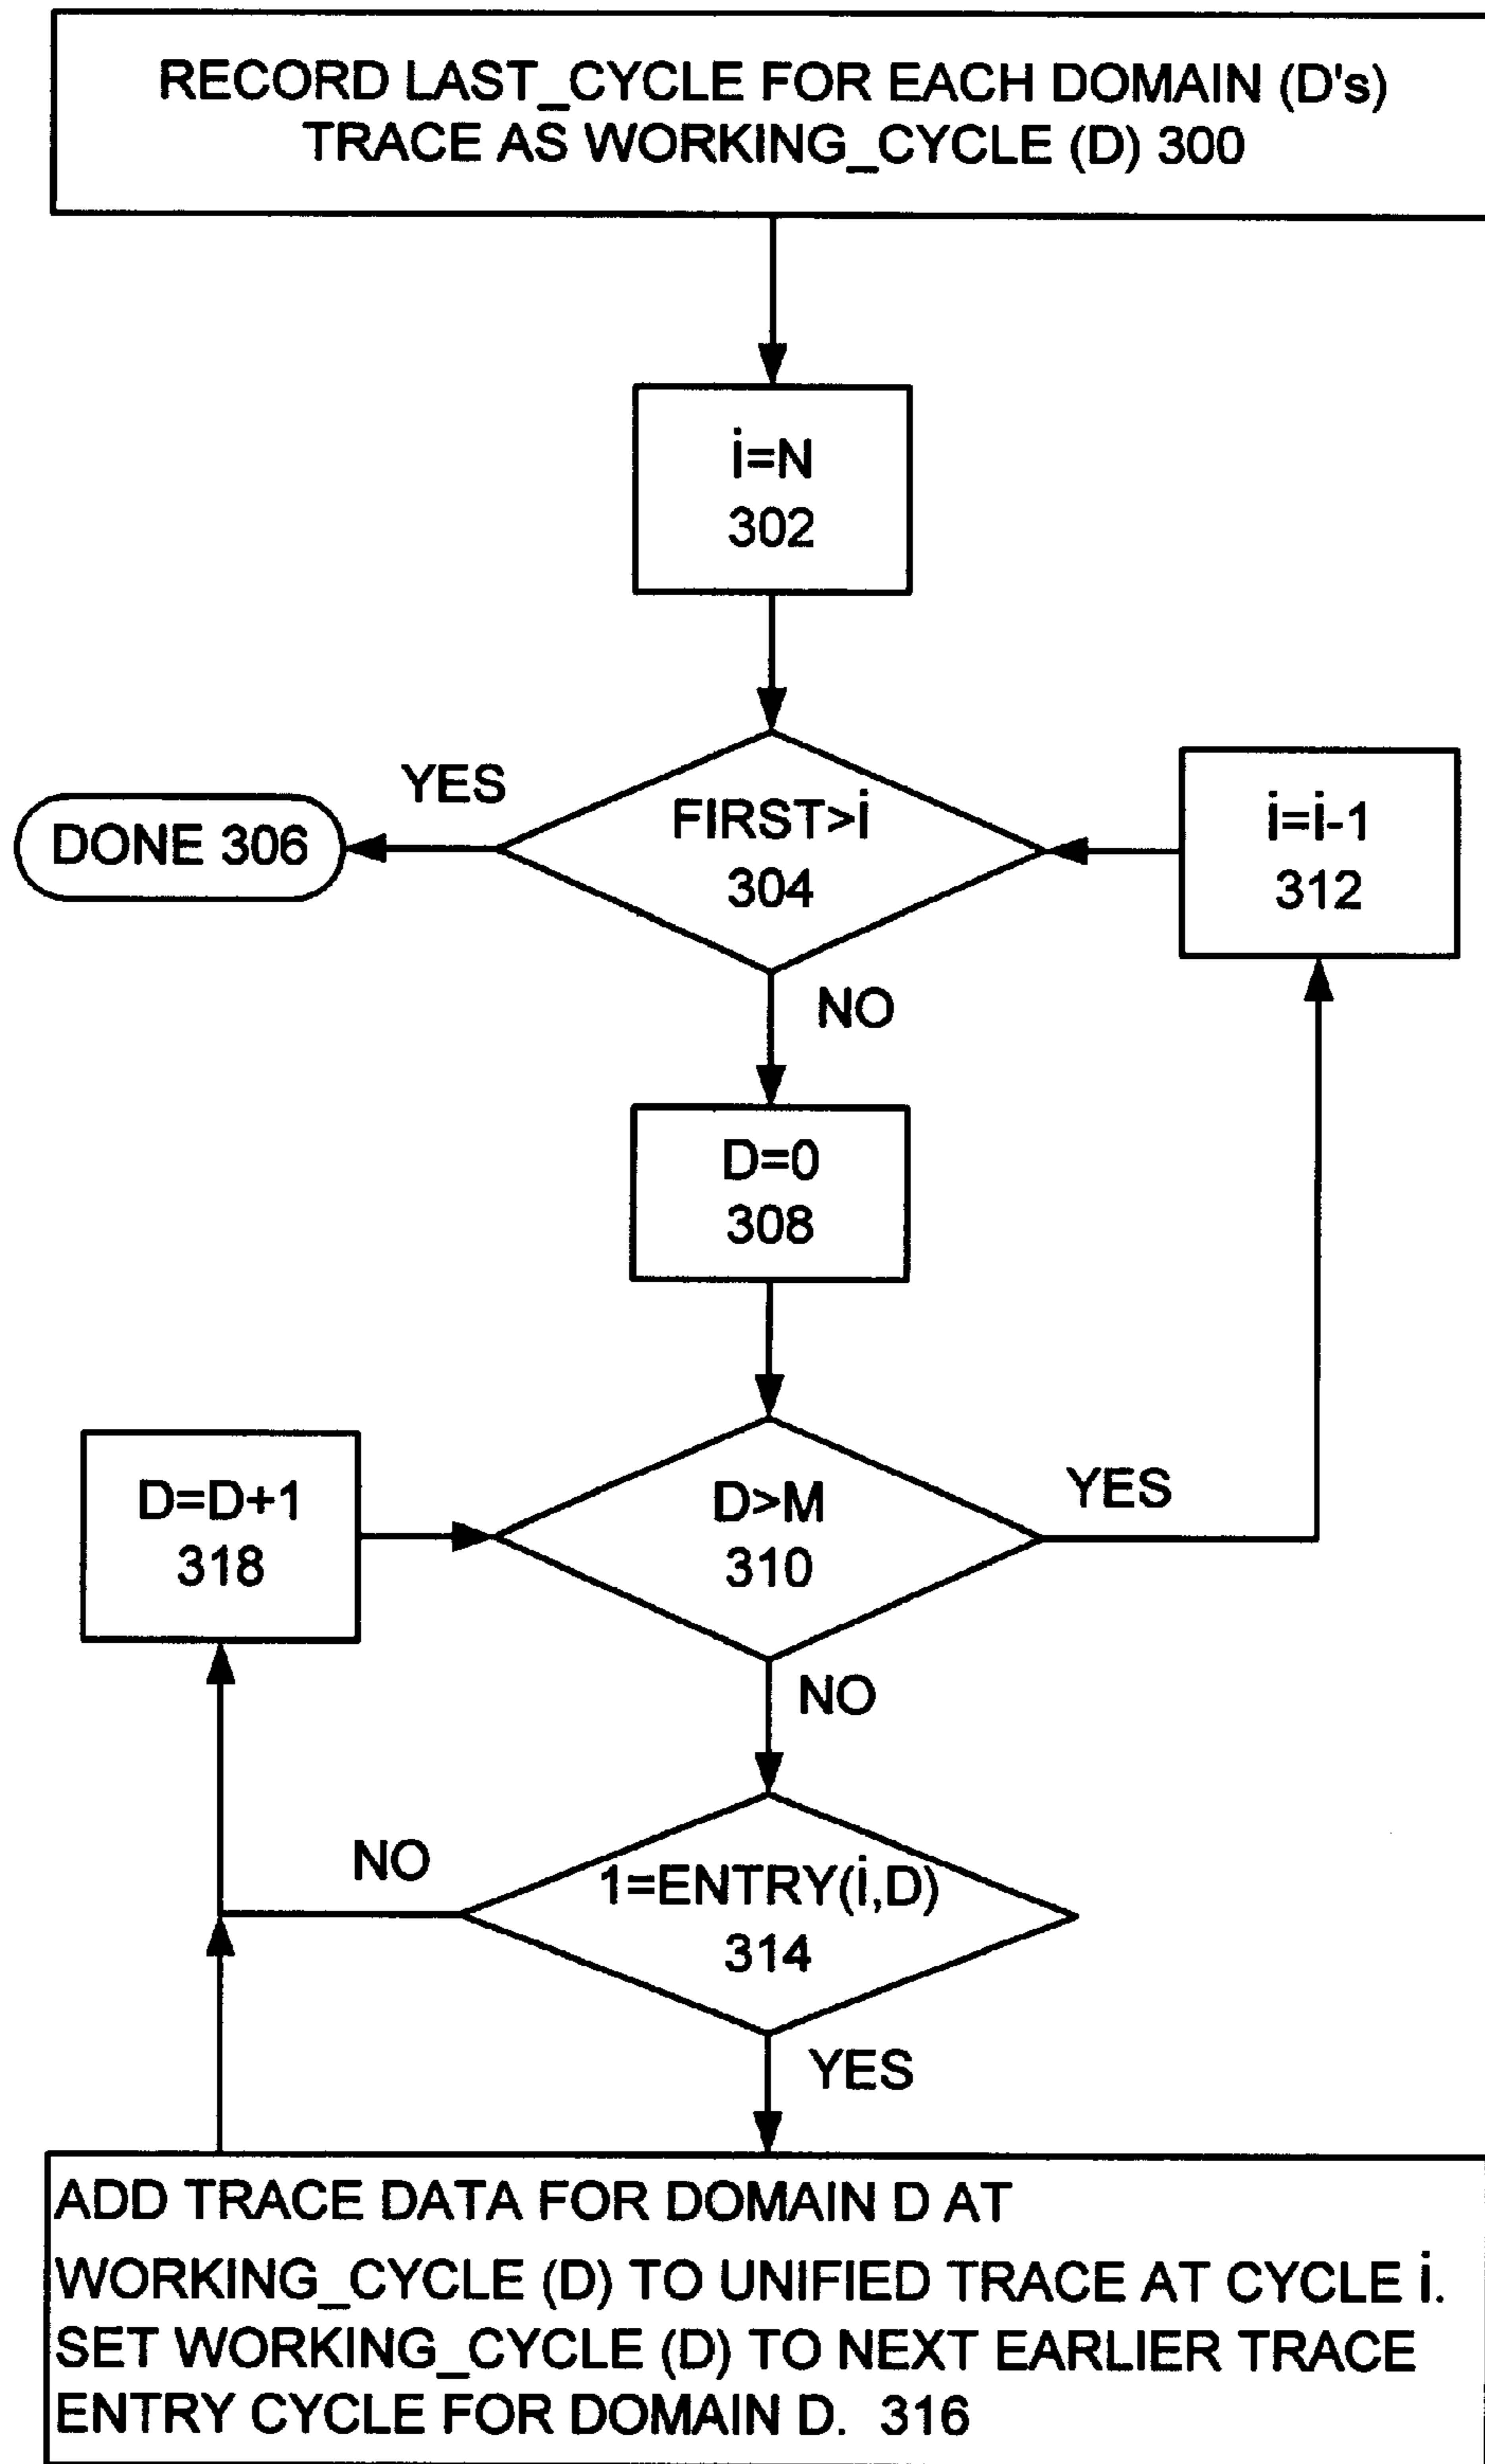 RECORD LAST_CYCLE FOR EACH DOMAIN (D's)
TRACE AS WORKING_CYCLE (D) 300
i=N
302
YES
FIRST>i
304
DONE 306
i=i-1
312
NO
D=0
308
D=D+1
318
D>M
310
YES
NO
NO
1=ENTRY(i,D)
314
YES
ADD TRACE DATA FOR DOMAIN D AT
WORKING_CYCLE (D) TO UNIFIED TRACE AT CYCLE i.
SET WORKING_CYCLE (D) TO NEXT EARLIER TRACE
ENTRY CYCLE FOR DOMAIN D. 316